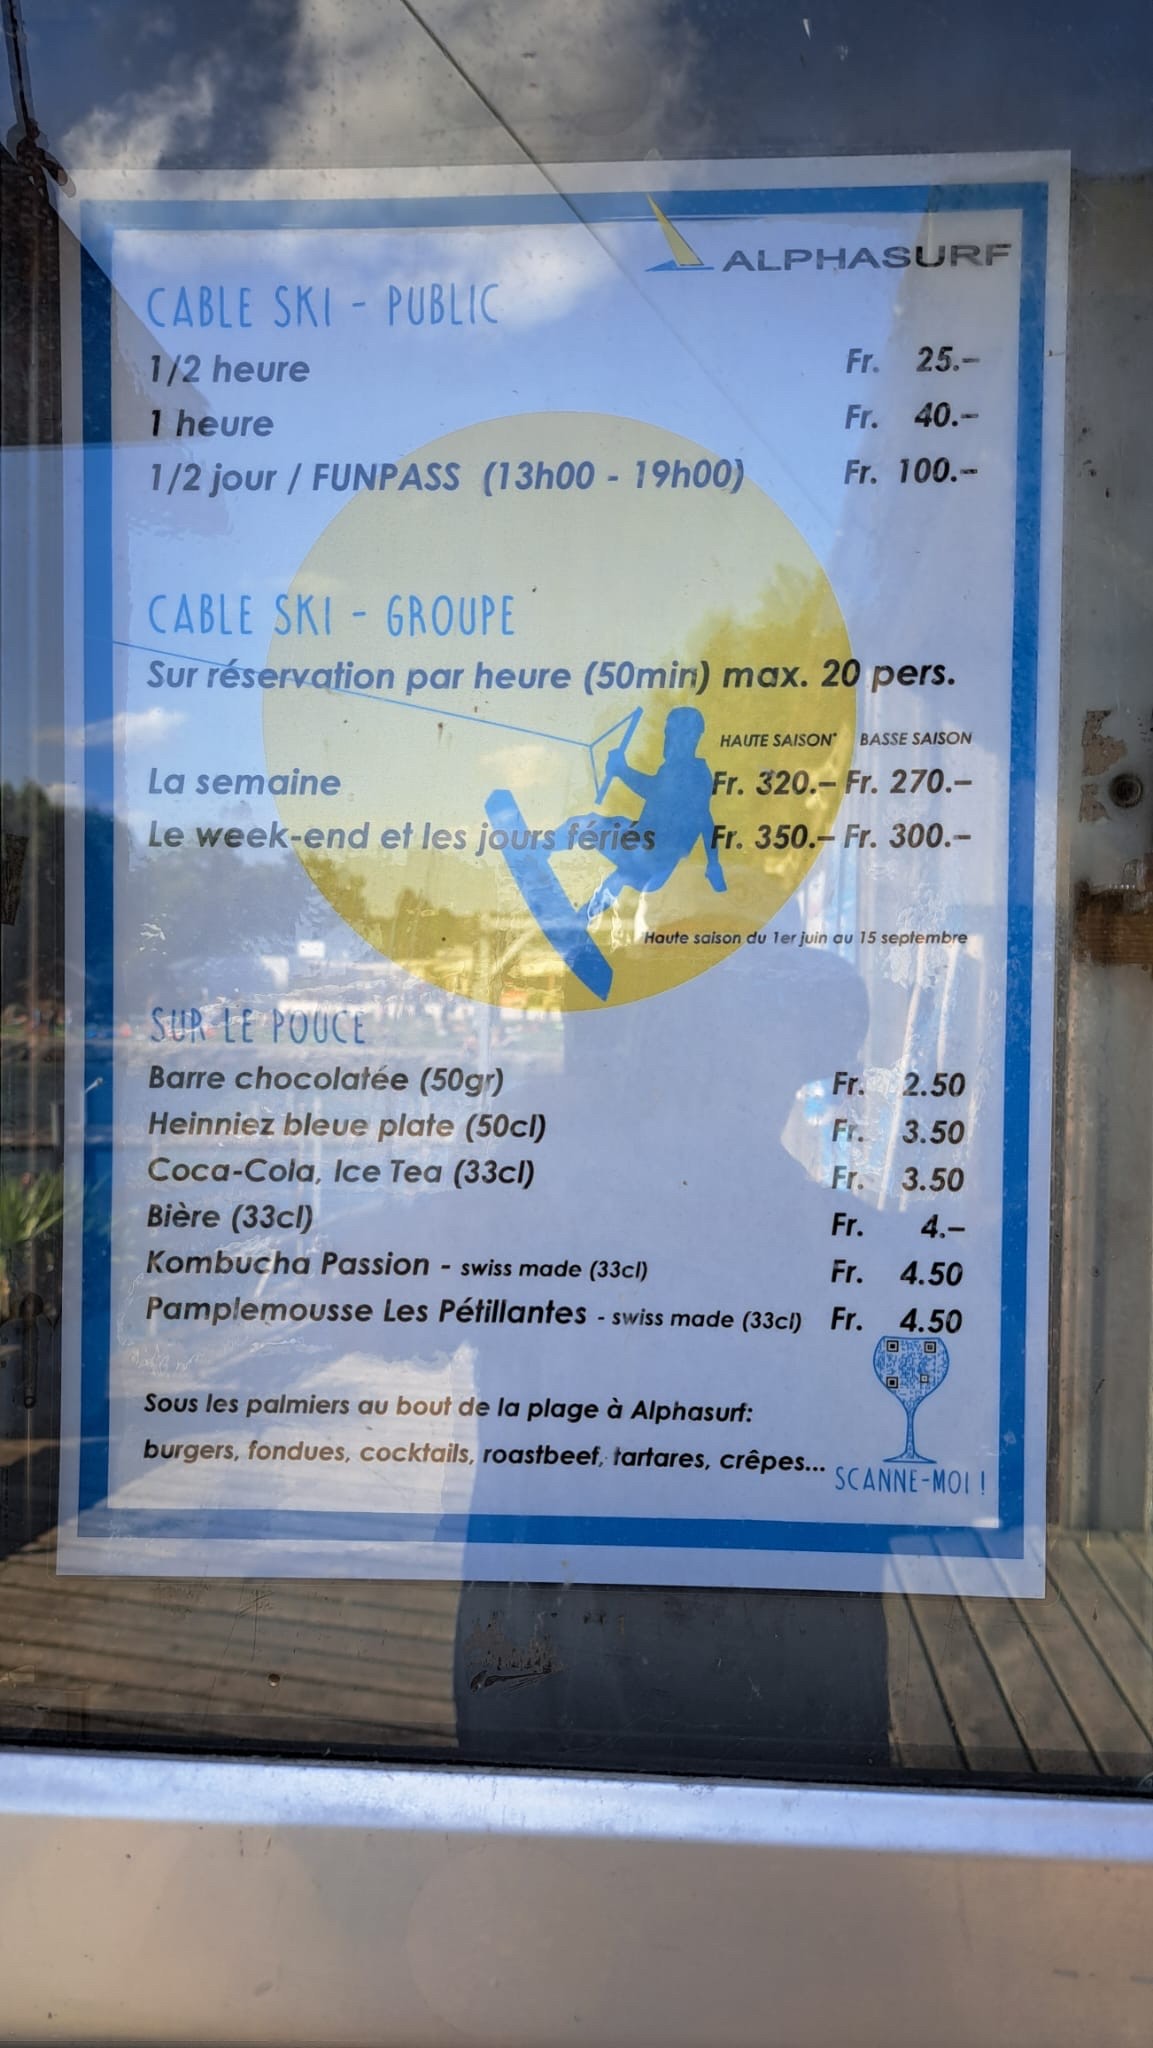 ALPHASURF
CABLE SKI - PUBLIC
1/2 heure Fr. 25.–
1 heure Fr. 40.–
1/2 jour / FUNPASS (13h00 - 19h00) Fr. 100.–
CABLE SKI - GROUPE
Sur réservation par heure (50min) max. 20 pers.
HAUTE SAISON* BASSE SAISON
La semaine Fr. 320.– Fr. 270.–
Le week-end et les jours fériés Fr. 350.– Fr. 300.–
*Haute saison du 1er juin au 15 septembre
SUR LE POUCE
Barre chocolatée (50gr) Fr. 2.50
Heinniez bleue plate (50cl) Fr. 3.50
Coca-Cola, Ice Tea (33cl) Fr. 3.50
Bière (33cl) Fr. 4.–
Kombucha Passion - swiss made (33cl) Fr. 4.50
Pamplemousse Les Pétillantes - swiss made (33cl) Fr. 4.50
Sous les palmiers au bout de la plage à Alphasurf:
burgers, fondues, cocktails, roastbeef, tartares, crêpes...
SCANNE-MOI !